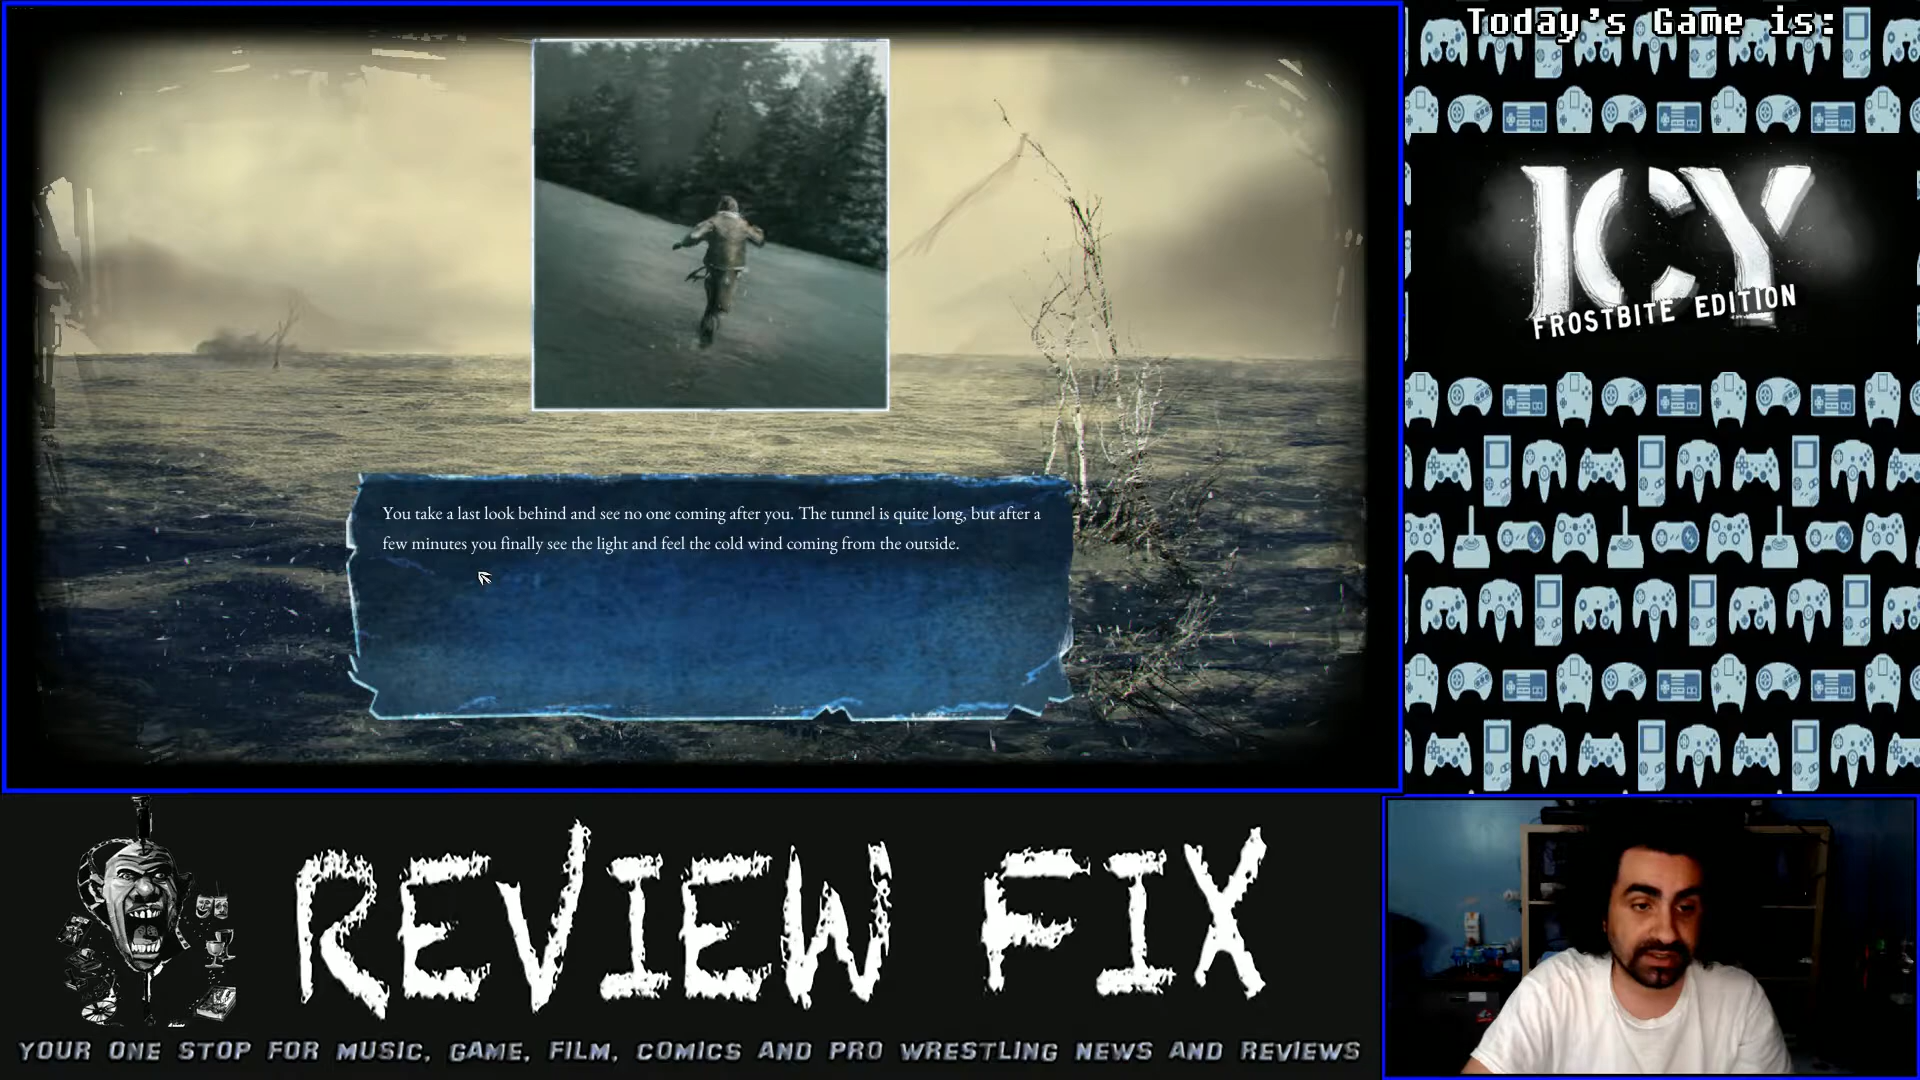 Today's Game is:
ICY
FROSTBITE EDITION
You take a last look behind and see no one coming after you. The tunnel is quite long, but after a
few minutes you finally see the light and feel the cold wind coming from the outside.
REVIEW FIX
YOUR ONE STOP FOR MUSIC, GAME, FILM, COMICS AND PRO WRESTLING NEWS AND REVIEWS